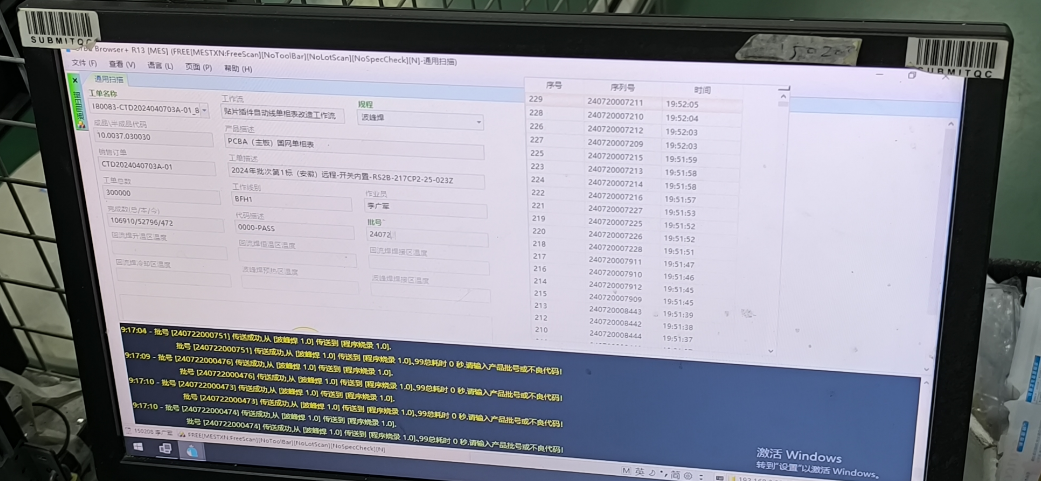 SUBMITQC
SUBMITQC
Browser+ R13 [MES] (FREE[MESTXN:FreeScan][NoToolBar][NoLotScan][NoSpecCheck][N]-通用扫描)
文件 (F) 查看 (V) 语言 (L) 页面 (P) 帮助 (H)
通用扫描
工单名称 工作流 规程
贴片插件自动线单相表改造工作流 波峰焊
成品\半成品代码 产品描述
10.0037.030030 PCBA（主板）国网单相表
销售订单 工单描述
CTD2024040703A-01 2024年批次第1标（安徽）远程-开关内置-RS2B-217CP2-25-023Z
工单总数 工作线别 作业员
300000 BFH1 李广军
完成数(总/本/今) 代码描述 批号
106910/52796/472 0000-PASS 24072
回流焊升温区温度 回流焊恒温区温度 回流焊焊接区温度
回流焊冷却区温度 波峰焊预热区温度 波峰焊焊接区温度
序号 序列号 时间
229 240720007211 19:52:05
228 240720007210 19:52:04
226 240720007212 19:52:03
227 240720007209 19:52:03
225 240720007215 19:51:59
223 240720007213 19:51:58
224 240720007214 19:51:58
222 240720007216 19:51:57
221 240720007227 19:51:53
219 240720007225 19:51:52
220 240720007226 19:51:52
218 240720007228 19:51:51
217 240720007911 19:51:47
216 240720007910 19:51:46
214 240720007912 19:51:45
215 240720007909 19:51:45
213 240720008443 19:51:39
212 240720008442 19:51:38
210 240720008444 19:51:37
9:17:04 - 批号 [240722000751] 传送成功,从 [波峰焊 1.0] 传送到 [程序烧录 1.0].
批号 [240722000751] 传送成功,从 [波峰焊 1.0] 传送到 [程序烧录 1.0].,99总耗时 0 秒,请输入产品批号或不良代码!
9:17:09 - 批号 [240722000476] 传送成功,从 [波峰焊 1.0] 传送到 [程序烧录 1.0].
批号 [240722000476] 传送成功,从 [波峰焊 1.0] 传送到 [程序烧录 1.0].,99总耗时 0 秒,请输入产品批号或不良代码!
9:17:10 - 批号 [240722000473] 传送成功,从 [波峰焊 1.0] 传送到 [程序烧录 1.0].
批号 [240722000473] 传送成功,从 [波峰焊 1.0] 传送到 [程序烧录 1.0].,99总耗时 0 秒,请输入产品批号或不良代码!
9:17:10 - 批号 [240722000474] 传送成功,从 [波峰焊 1.0] 传送到 [程序烧录 1.0].
批号 [240722000474] 传送成功,从 [波峰焊 1.0] 传送到 [程序烧录 1.0].,99总耗时 0 秒,请输入产品批号或不良代码!
李广军 FREE[MESTXN:FreeScan][NoToolBar][NoLotScan][NoSpecCheck][N]
激活 Windows
转到"设置"以激活 Windows。
M 英 简